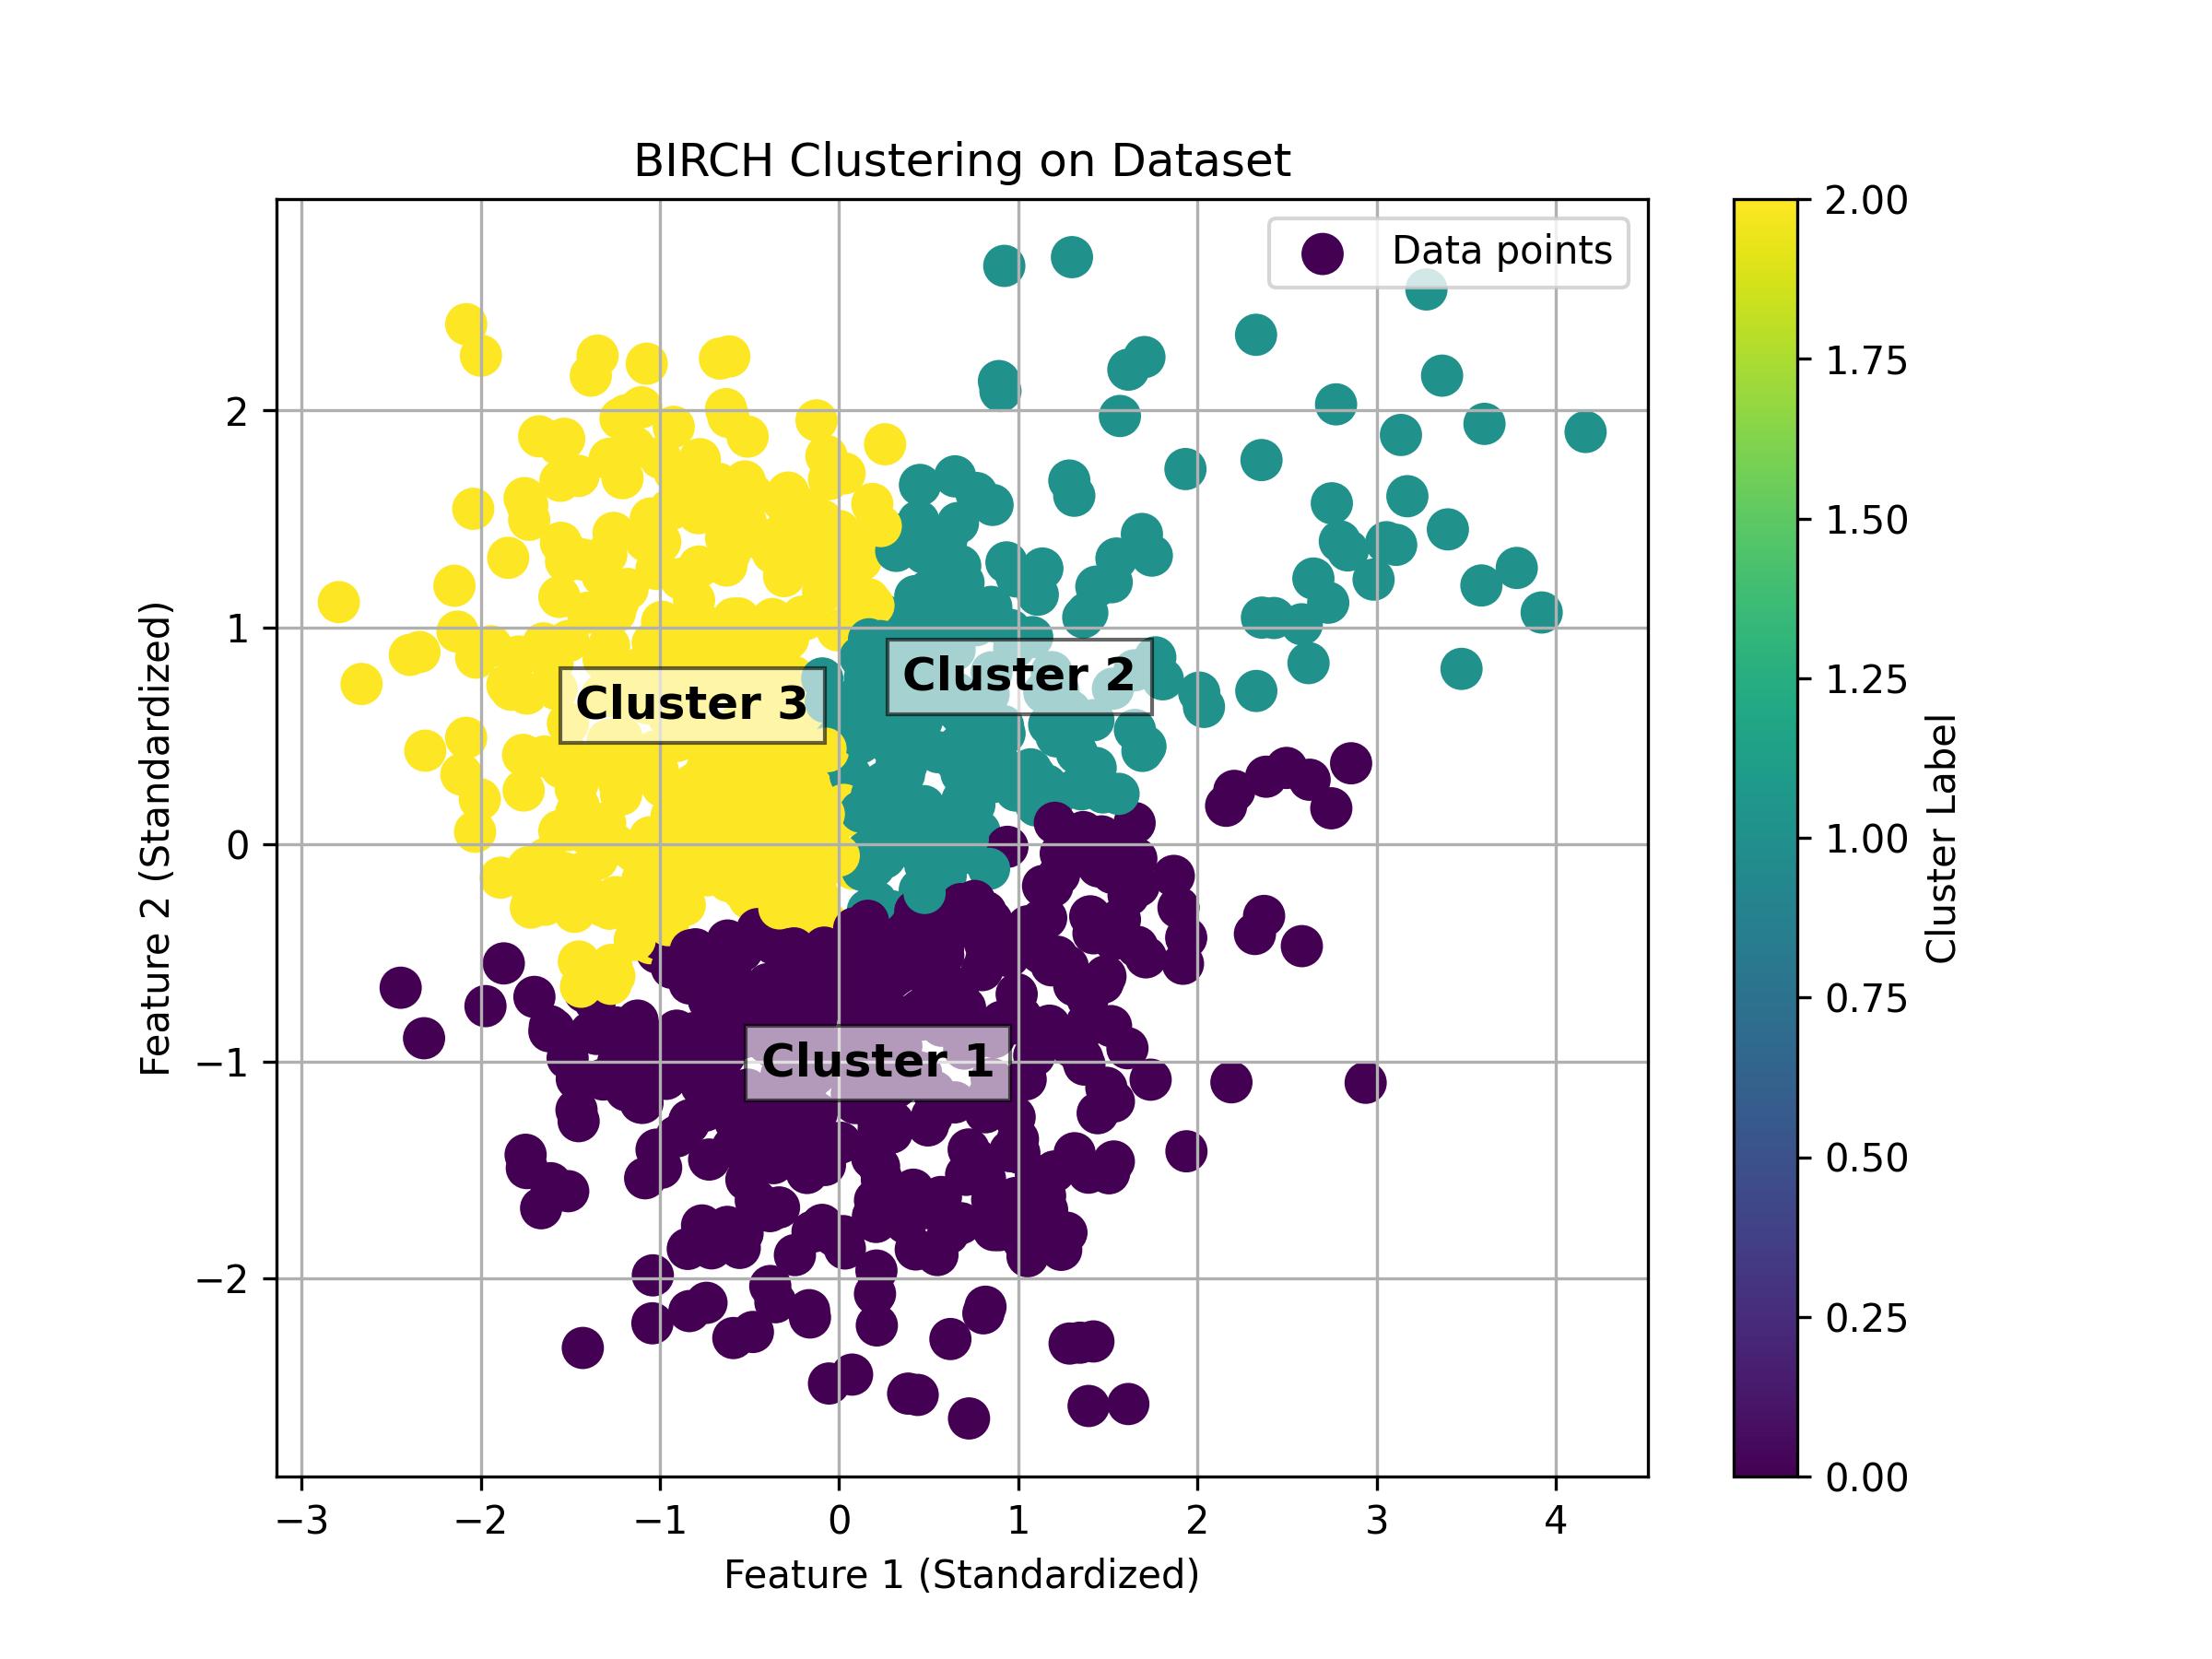 BIRCH Clustering on Dataset
Data points
Cluster 3
Cluster 2
Cluster 1
Feature 2 (Standardized)
2
1
0
−1
−2
−3 −2 −1 0 1 2 3 4
Feature 1 (Standardized)
2.00
1.75
1.50
1.25
1.00
0.75
0.50
0.25
0.00
Cluster Label